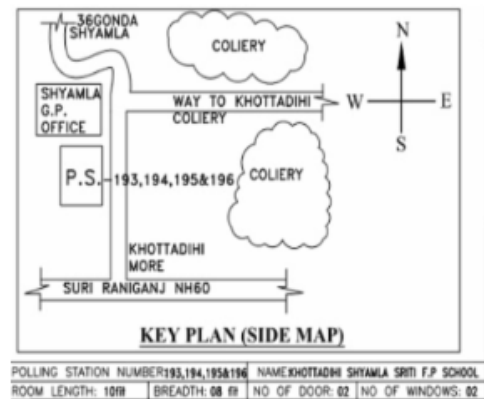 36GONDA
SHYAMLA
COLIERY
N
SHYAMLA
G.P.
OFFICE
WAY TO KHOTTADIHI
COLIERY
W
E
S
P.S.
193,194,195&196
COLIERY
KHOTTADIHI
MORE
SURI RANIGANJ NH60
KEY PLAN (SIDE MAP)
POLLING STATION NUMBER193,194,195&196 NAME:KHOTTADIHI SHYAMLA SRITI F.P SCHOOL
ROOM LENGTH: 10fit BREADTH: 08 fit NO OF DOOR: 02 NO OF WINDOWS: 02